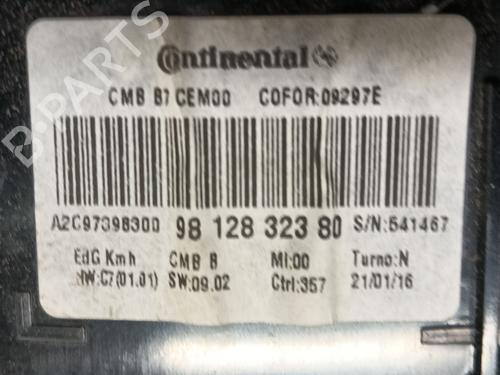 Continental
CMB B7 CEM00 COFOR:09297E
A2C97398300 98 128 323 80 S/N:541467
EdG Kmh CMB B MI:00 Turno:N
HW:C7(01.01) SW:09.02 Ctrl:357 21/01/16
B-PARTS